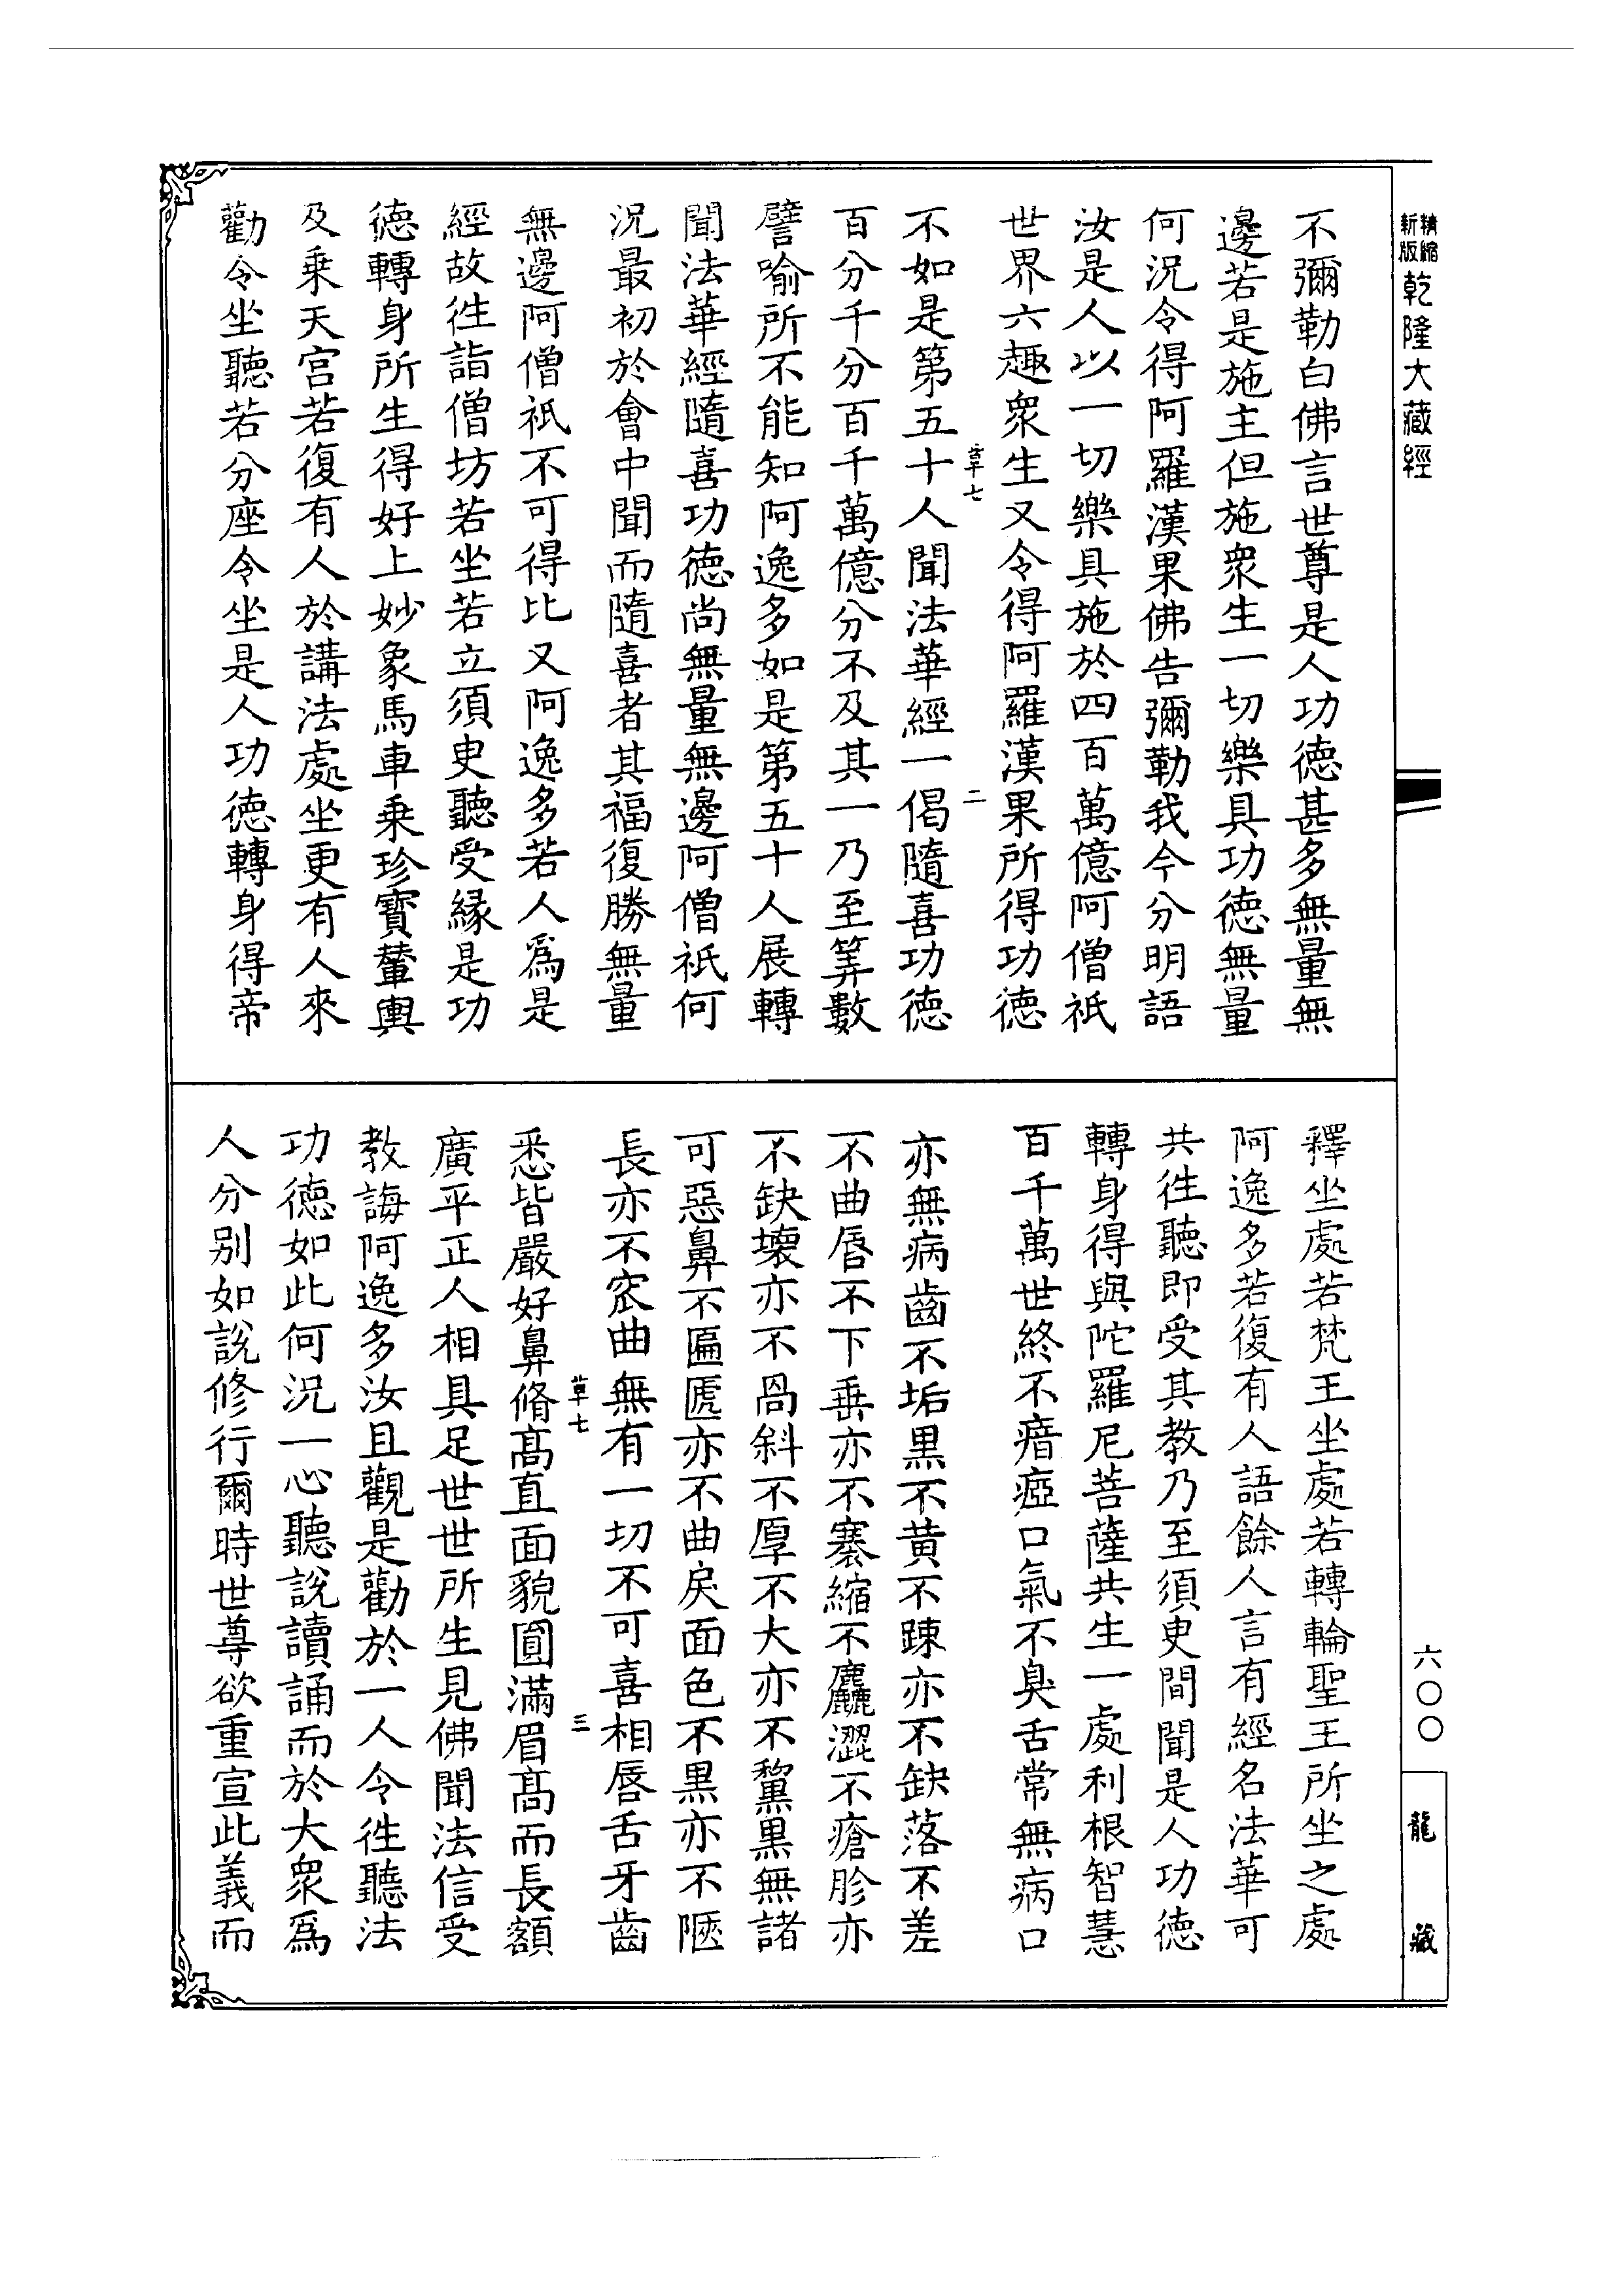 精縮新版乾隆大藏經
不彌勒白佛言世尊是人功德甚多無量無
邊若是施主但施衆生一切樂具功德無量
何況令得阿羅漢果佛告彌勒我今分明語
汝是人以一切樂具施於四百萬億阿僧祇
世界六趣衆生又令得阿羅漢果所得功德
草七 二
不如是第五十人聞法華經一偈隨喜功德
百分千分百千萬億分不及其一乃至筭數
譬喻所不能知阿逸多如是第五十人展轉
聞法華經隨喜功德尚無量無邊阿僧祇何
況最初於會中聞而隨喜者其福復勝無量
無邊阿僧祇不可得比又阿逸多若人爲是
經故往詣僧坊若坐若立須臾聽受緣是功
德轉身所生得好上妙象馬車乘珍寶輦輿
及乘天宮若復有人於講法處坐更有人來
勸令坐聽若分座令坐是人功德轉身得帝
釋坐處若梵王坐處若轉輪聖王所坐之處
阿逸多若復有人語餘人言有經名法華可
共往聽即受其教乃至須臾間聞是人功德
轉身得與陀羅尼菩薩共生一處利根智慧
百千萬世終不瘖瘂口氣不臭舌常無病口
亦無病齒不垢黑不黃不踈亦不缺落不差
不曲脣不下垂亦不褰縮不麤澀不瘡胗亦
不缺壞亦不咼斜不厚不大亦不黧黑無諸
可惡鼻不匾㔸亦不曲戾面色不黑亦不陿
長亦不窊曲無有一切不可喜相脣舌牙齒
草七 三
悉皆嚴好鼻脩高直面貌圓滿眉高而長額
廣平正人相具足世世所生見佛聞法信受
教誨阿逸多汝且觀是勸於一人令往聽法
功德如此何況一心聽說讀誦而於大衆爲
人分別如說修行爾時世尊欲重宣此義而
六〇〇
龍藏